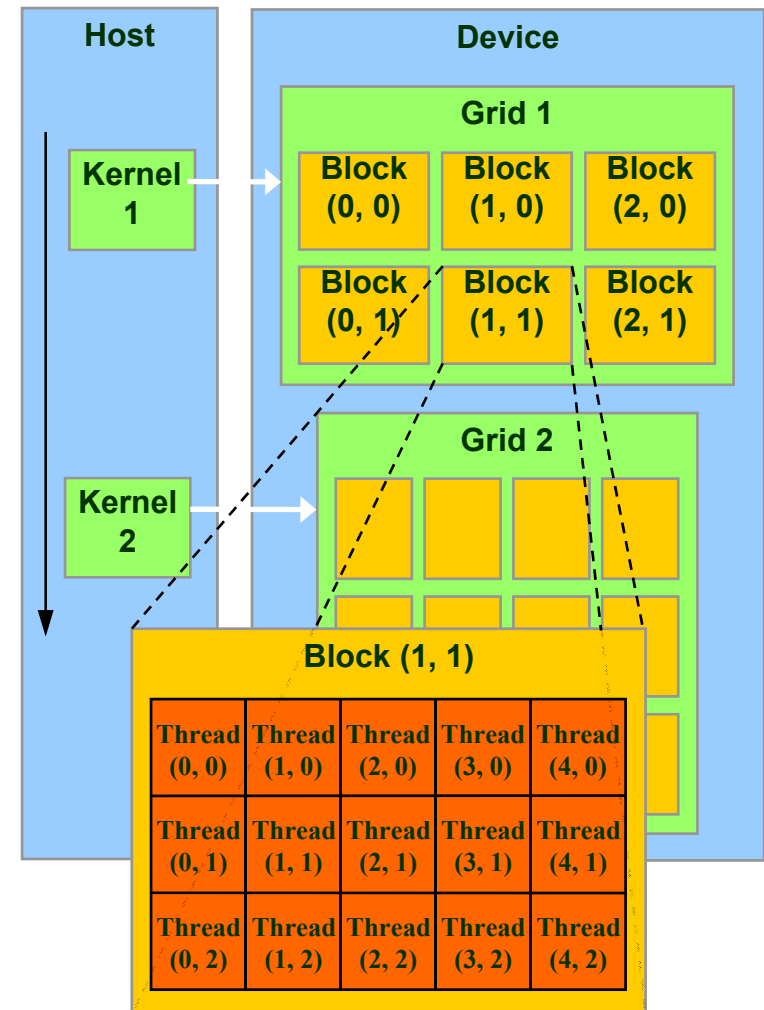 Host
Device
Grid 1
Kernel
1
Block
(0, 0)
Block
(1, 0)
Block
(2, 0)
Block
(0, 1)
Block
(1, 1)
Block
(2, 1)
Grid 2
Kernel
2
Block (1, 1)
Thread
(0, 0)
Thread
(1, 0)
Thread
(2, 0)
Thread
(3, 0)
Thread
(4, 0)
Thread
(0, 1)
Thread
(1, 1)
Thread
(2, 1)
Thread
(3, 1)
Thread
(4, 1)
Thread
(0, 2)
Thread
(1, 2)
Thread
(2, 2)
Thread
(3, 2)
Thread
(4, 2)